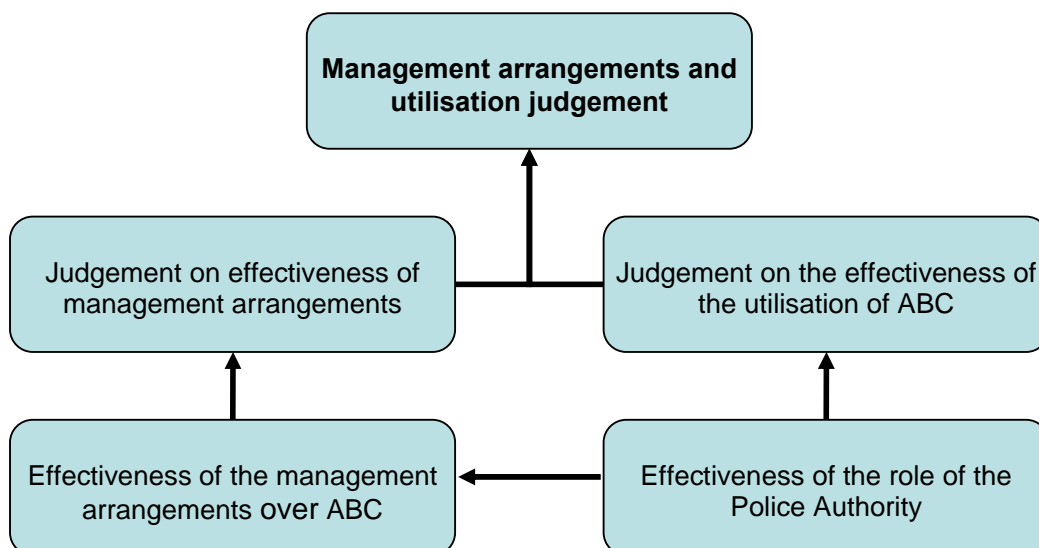 Management arrangements and
utilisation judgement
Judgement on effectiveness of
management arrangements
Judgement on the effectiveness of
the utilisation of ABC
Effectiveness of the management
arrangements over ABC
Effectiveness of the role of the
Police Authority